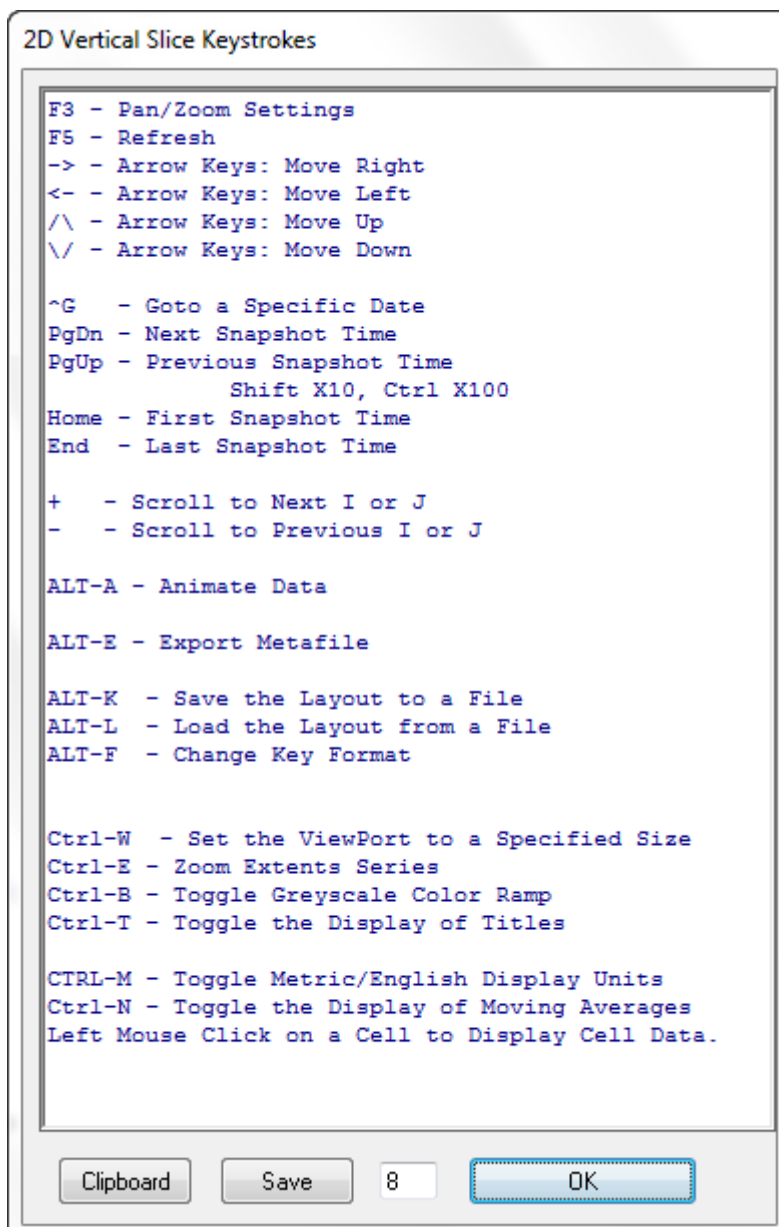 2D Vertical Slice Keystrokes
F3 - Pan/Zoom Settings
F5 - Refresh
-> - Arrow Keys: Move Right
<- - Arrow Keys: Move Left
/\ - Arrow Keys: Move Up
\/ - Arrow Keys: Move Down
^G   - Goto a Specific Date
PgDn - Next Snapshot Time
PgUp - Previous Snapshot Time
Shift X10, Ctrl X100
Home - First Snapshot Time
End  - Last Snapshot Time
+   - Scroll to Next I or J
-   - Scroll to Previous I or J
ALT-A - Animate Data
ALT-E - Export Metafile
ALT-K  - Save the Layout to a File
ALT-L  - Load the Layout from a File
ALT-F  - Change Key Format
Ctrl-W  - Set the ViewPort to a Specified Size
Ctrl-E - Zoom Extents Series
Ctrl-B - Toggle Greyscale Color Ramp
Ctrl-T - Toggle the Display of Titles
CTRL-M - Toggle Metric/English Display Units
Ctrl-N - Toggle the Display of Moving Averages
Left Mouse Click on a Cell to Display Cell Data.
Clipboard Save 8 OK